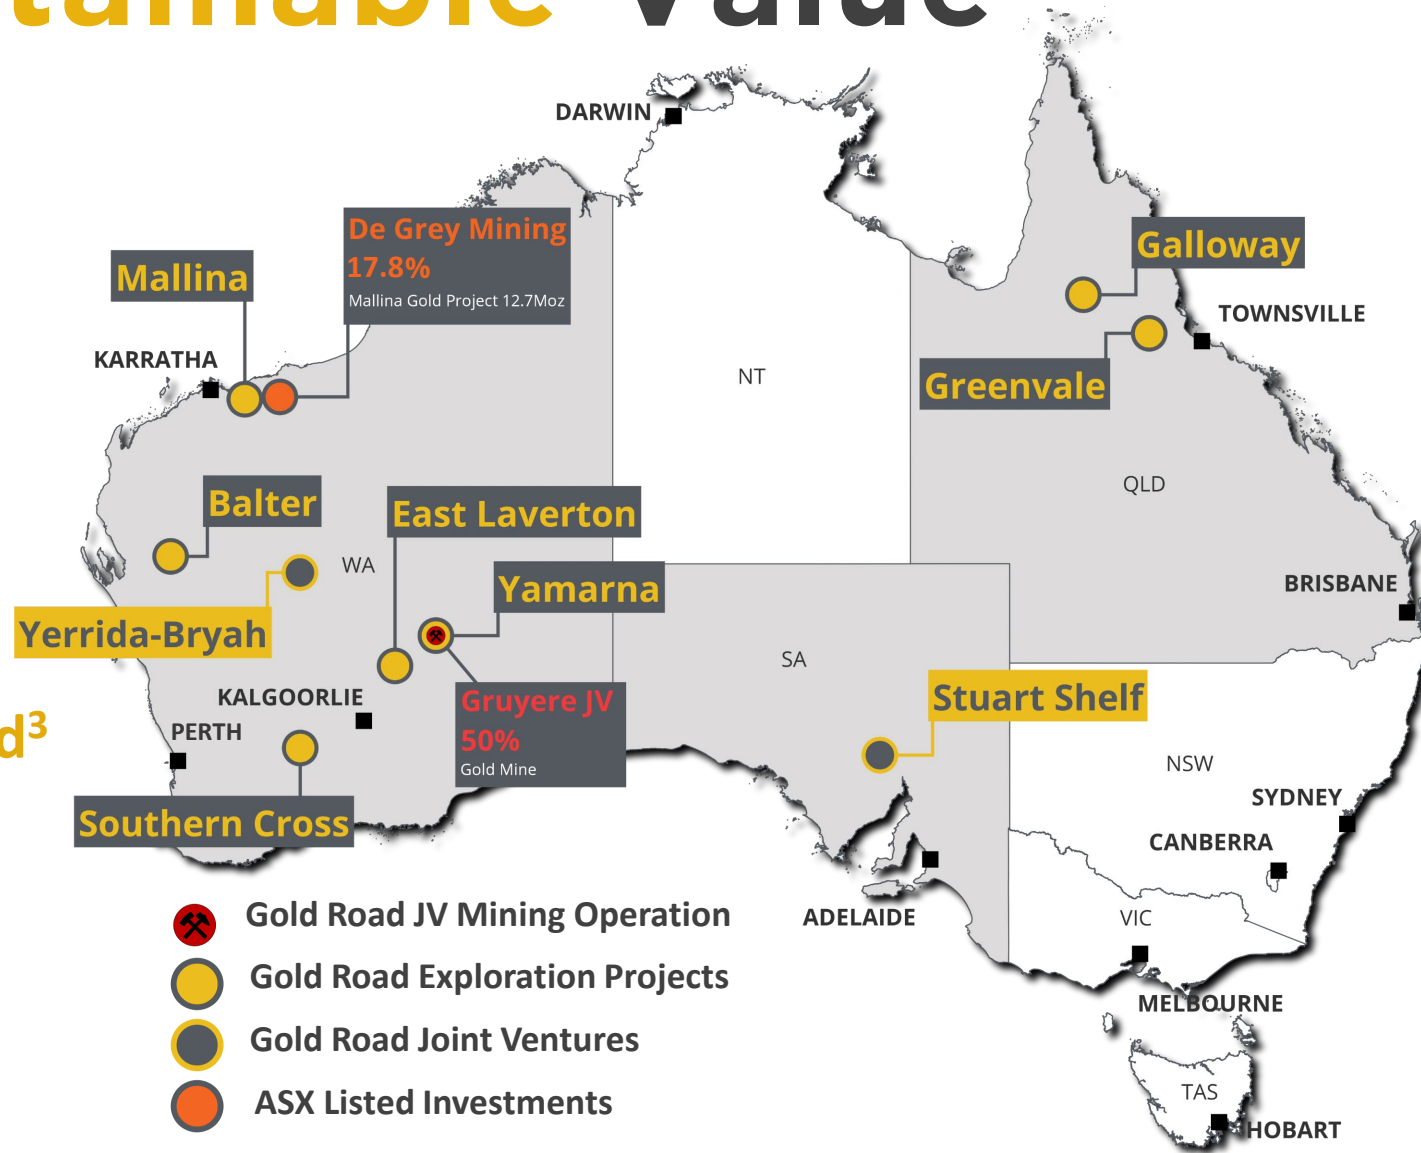 Value
DARWIN
De Grey Mining
17.8%
Mallina Gold Project 12.7Moz
Mallina
KARRATHA
Galloway
TOWNSVILLE
Greenvale
NT
QLD
Balter
East Laverton
WA
Yamarna
Yerrida-Bryah
BRISBANE
SA
KALGOORLIE
PERTH
Gruyere JV
50%
Gold Mine
Stuart Shelf
NSW
SYDNEY
CANBERRA
Southern Cross
ADELAIDE
VIC
MELBOURNE
TAS
HOBART
Gold Road JV Mining Operation
Gold Road Exploration Projects
Gold Road Joint Ventures
ASX Listed Investments